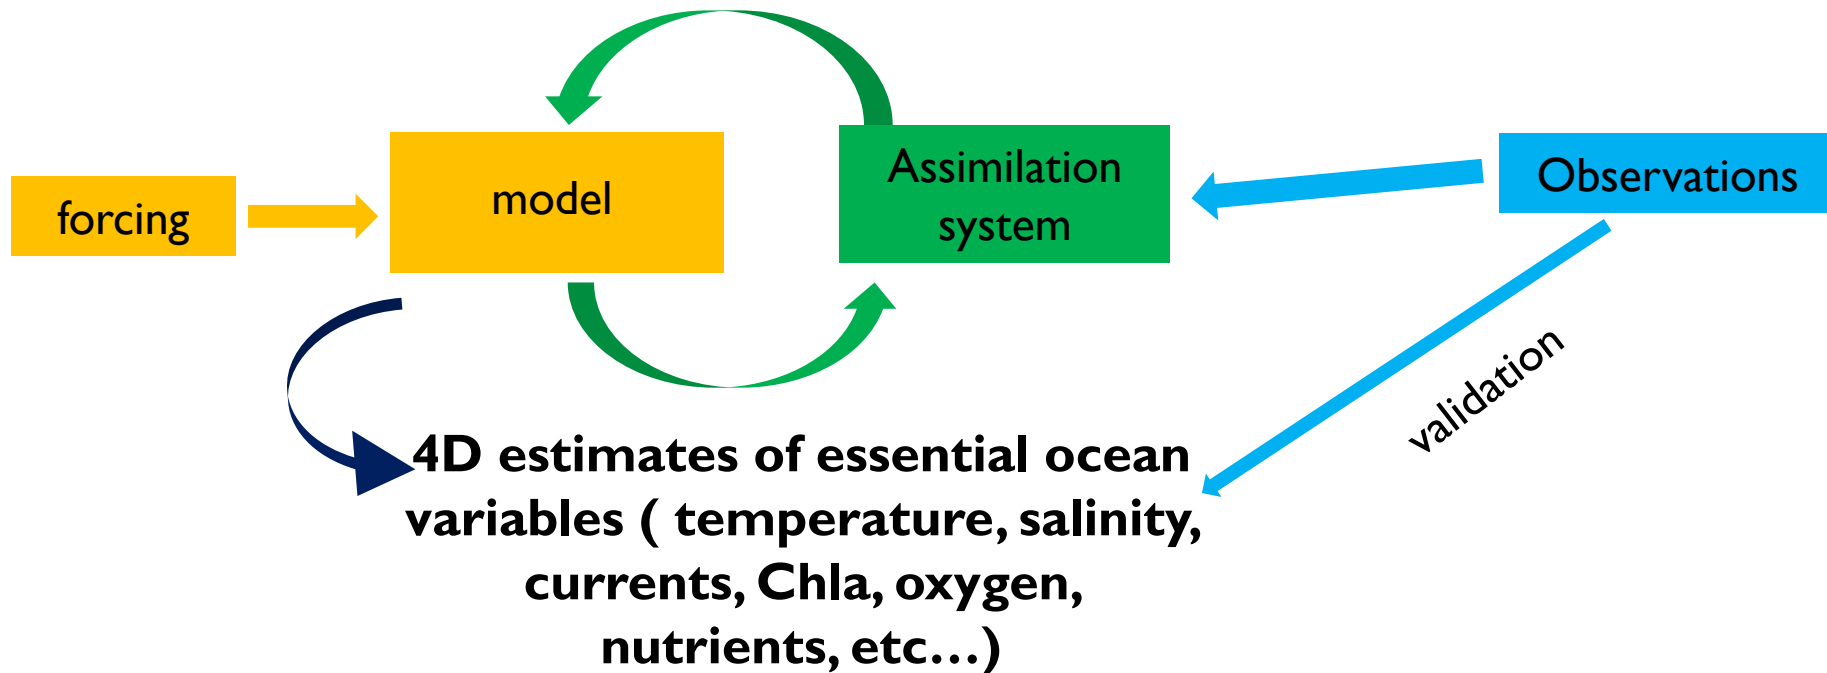 forcing
model
Assimilation
system
Observations
validation
4D estimates of essential ocean
variables ( temperature, salinity,
currents, Chla, oxygen,
nutrients, etc...)